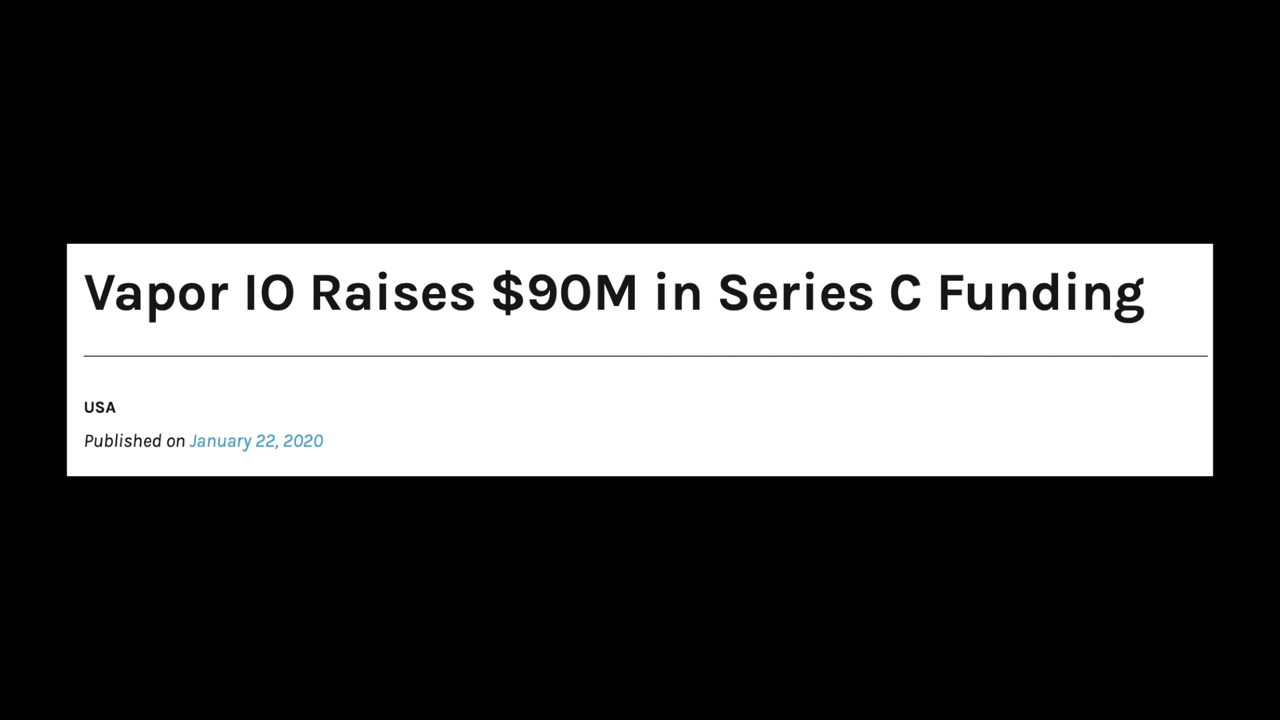 Vapor IO Raises $90M in Series C Funding
USA
Published on January 22, 2020